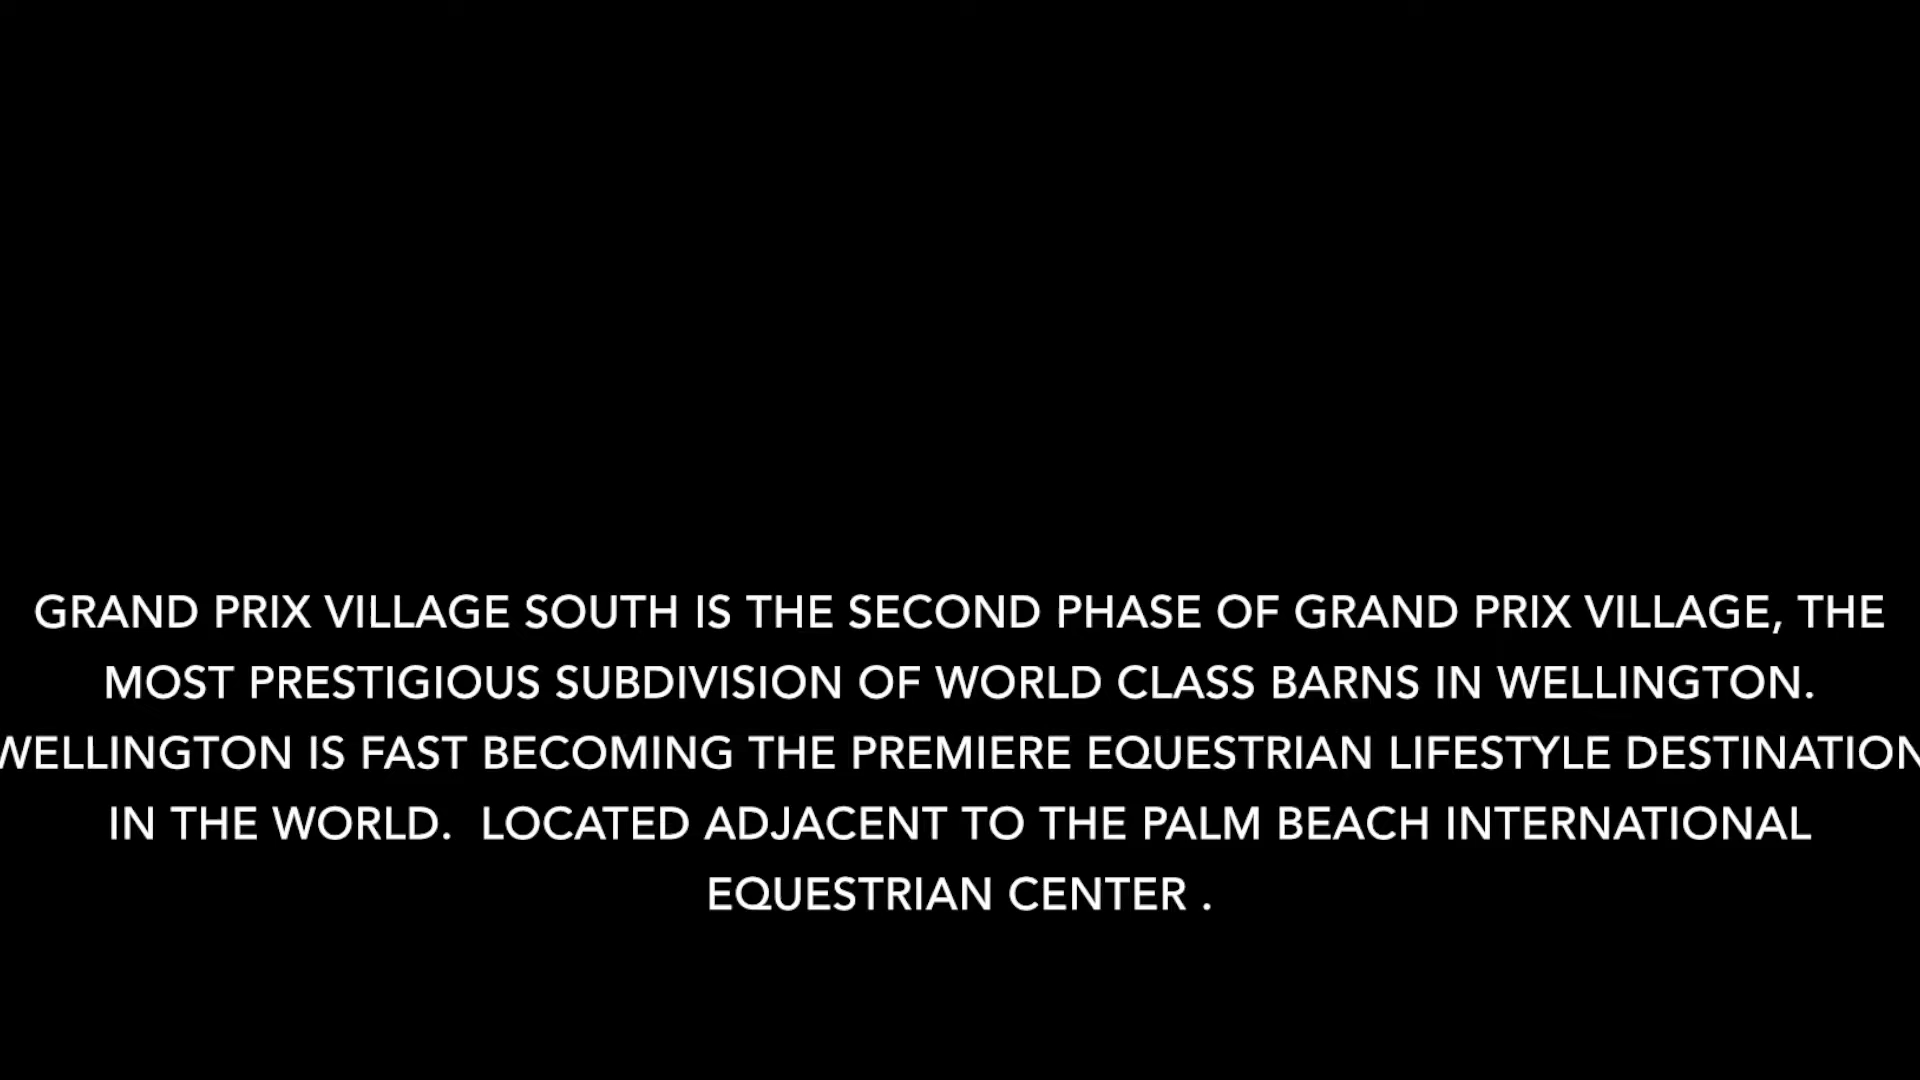 GRAND PRIX VILLAGE SOUTH IS THE SECOND PHASE OF GRAND PRIX VILLAGE, THE
MOST PRESTIGIOUS SUBDIVISION OF WORLD CLASS BARNS IN WELLINGTON.
WELLINGTON IS FAST BECOMING THE PREMIERE EQUESTRIAN LIFESTYLE DESTINATION
IN THE WORLD.  LOCATED ADJACENT TO THE PALM BEACH INTERNATIONAL
EQUESTRIAN CENTER .